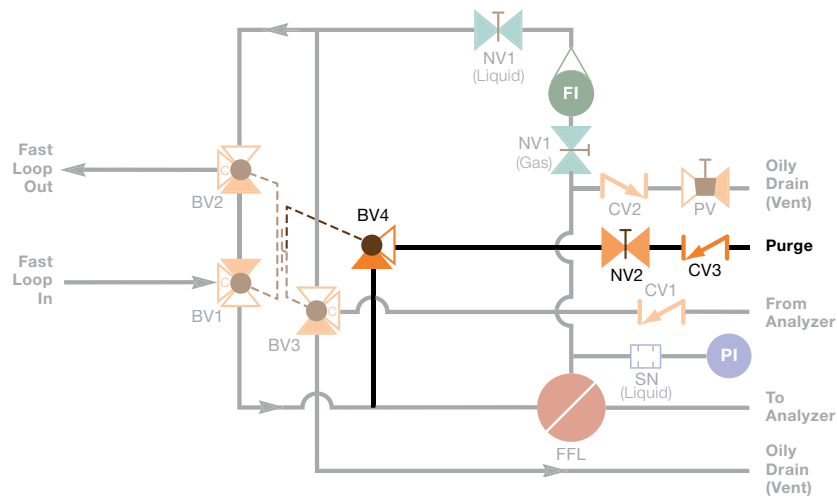 NV1
(Liquid)
FI
NV1
(Gas)
Fast
Loop
Out
C
BV2
CV2
PV
Oily
Drain
(Vent)
BV4
NV2
CV3
Purge
Fast
Loop
In
C
BV1
C
BV3
CV1
From
Analyzer
SN
(Liquid)
PI
FFL
To
Analyzer
Oily
Drain
(Vent)